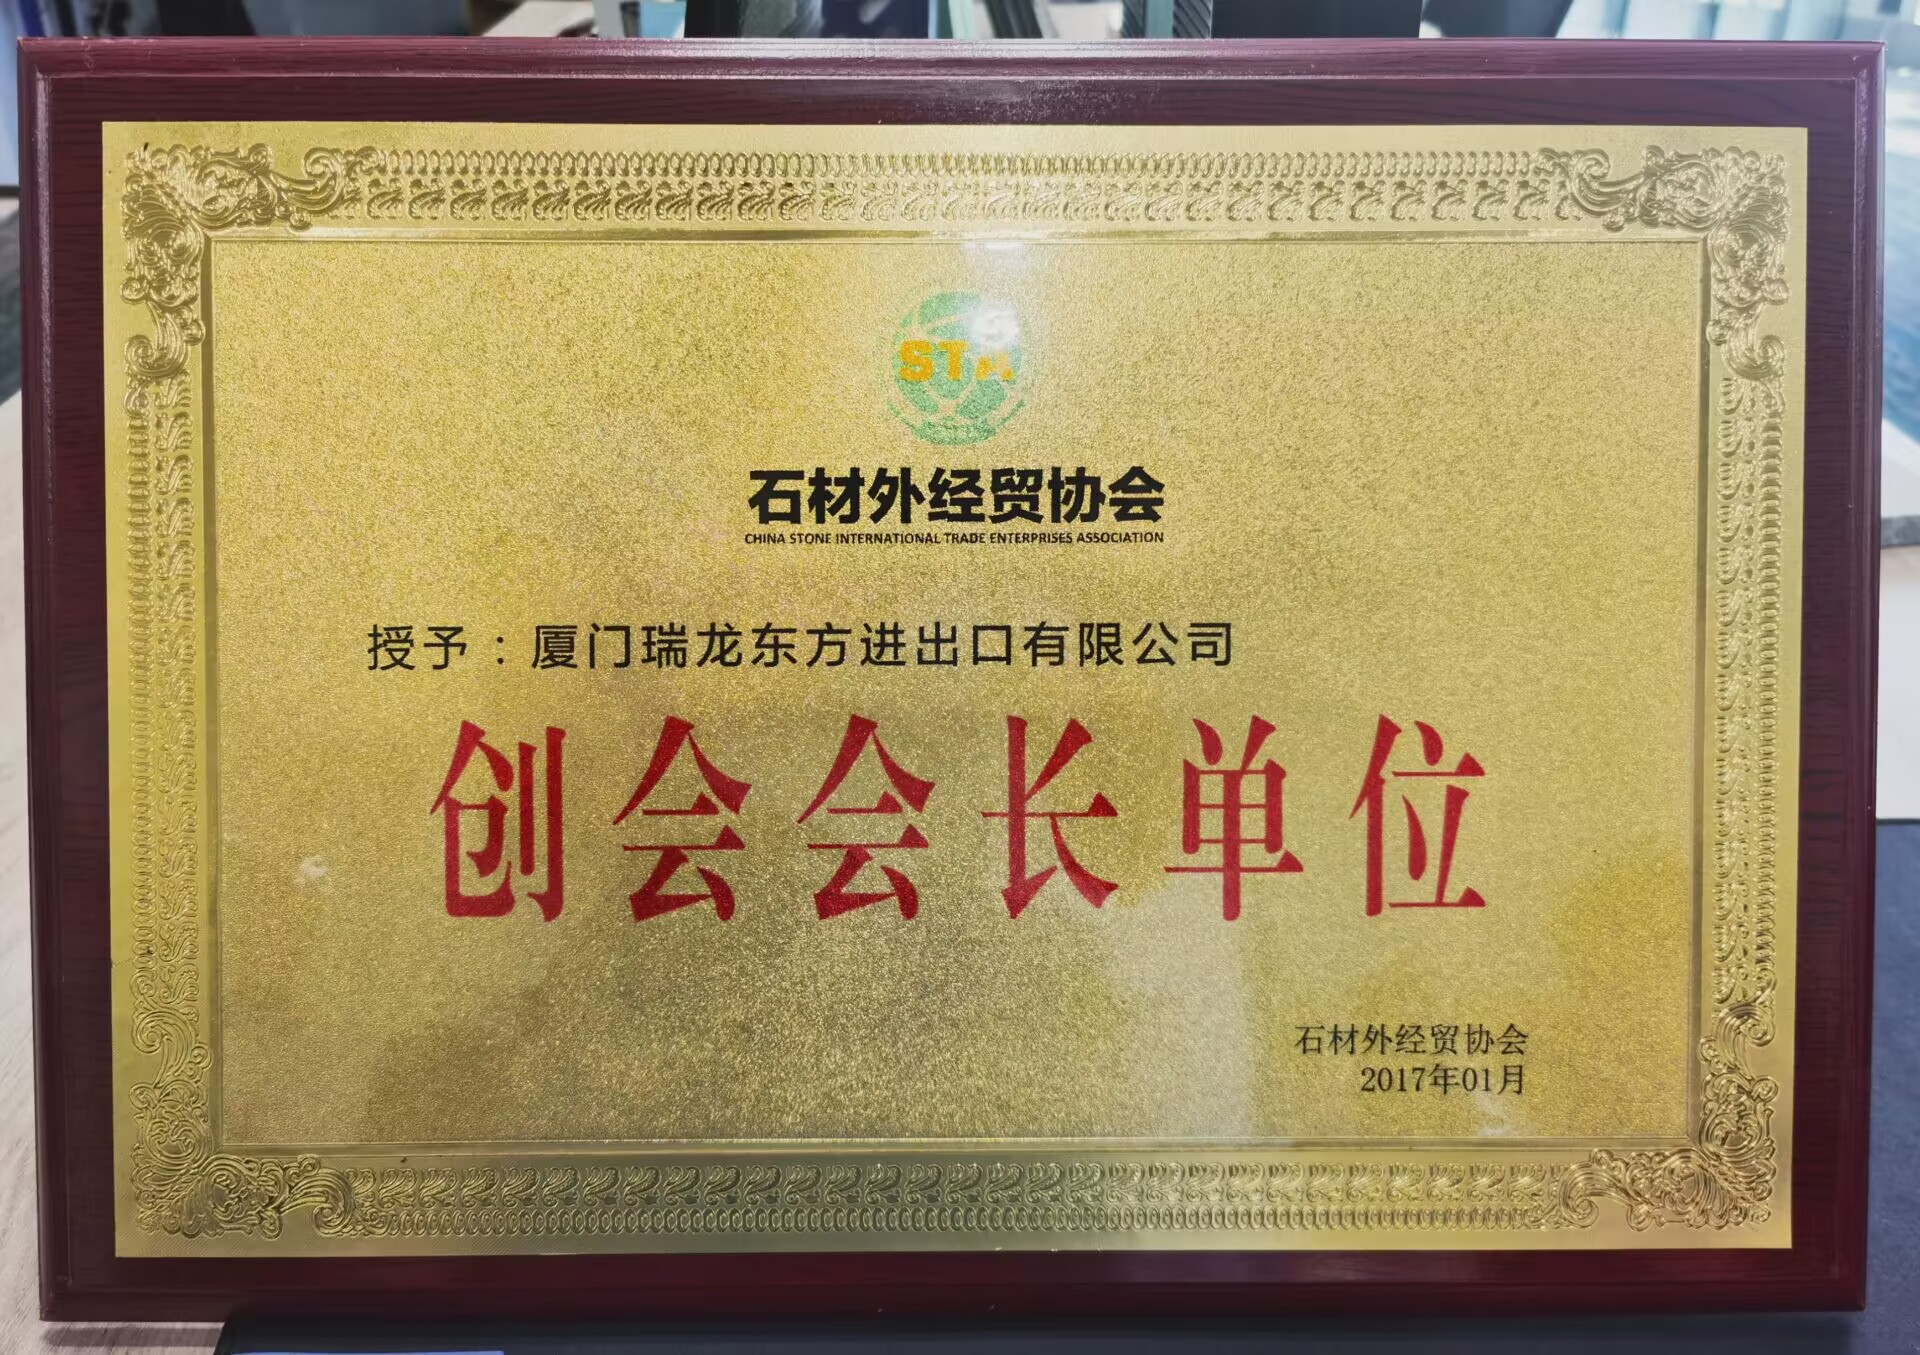 STA
石材外经贸协会
CHINA STONE INTERNATIONAL TRADE ENTERPRISES ASSOCIATION
授予：厦门瑞龙东方进出口有限公司
创会会长单位
石材外经贸协会
2017年01月